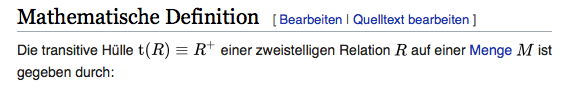 Mathematische Definition [ Bearbeiten | Quelltext bearbeiten ]
Die transitive Hülle t(R) ≡ R⁺ einer zweistelligen Relation R auf einer Menge M ist
gegeben durch: